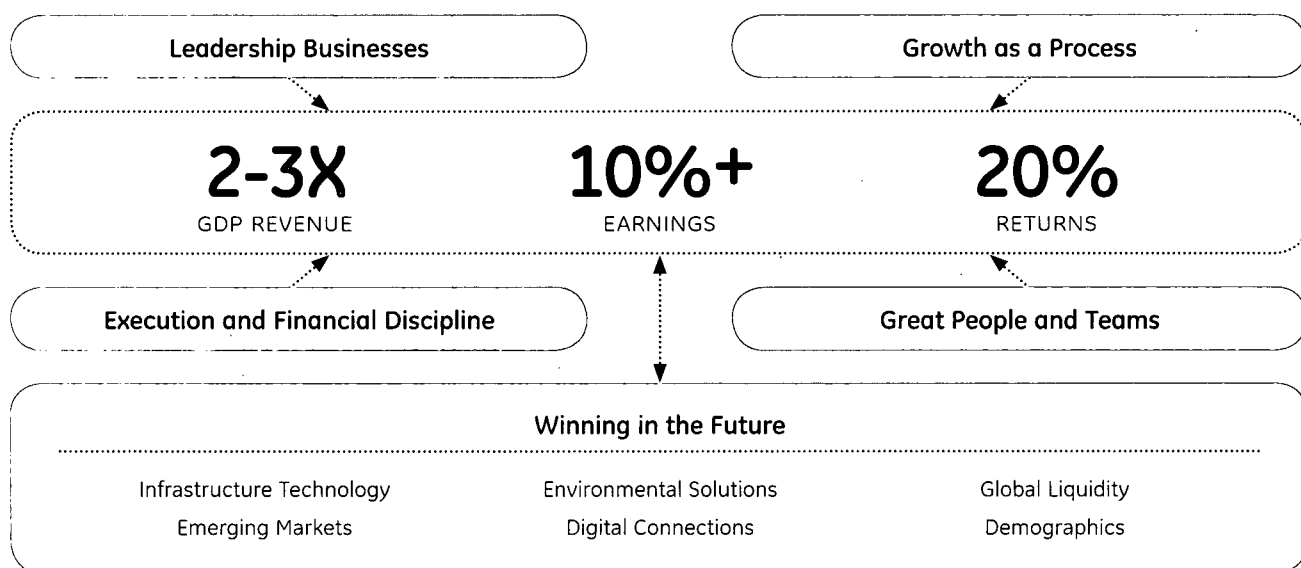 Leadership Businesses
Growth as a Process
2-3X
GDP REVENUE
10%+
EARNINGS
20%
RETURNS
Execution and Financial Discipline
Great People and Teams
Winning in the Future
Infrastructure Technology
Emerging Markets
Environmental Solutions
Digital Connections
Global Liquidity
Demographics